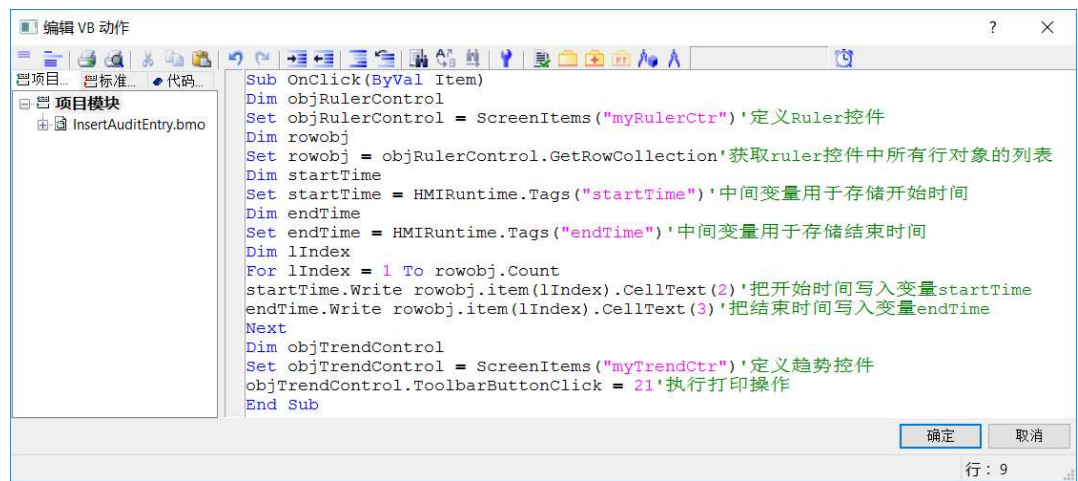 编辑 VB 动作
项目...
标准...
代码...
项目模块
InsertAuditEntry.bmo
Sub OnClick(ByVal Item)
Dim objRulerControl
Set objRulerControl = ScreenItems("myRulerCtr")'定义Ruler控件
Dim rowobj
Set rowobj = objRulerControl.GetRowCollection'获取ruler控件中所有行对象的列表
Dim startTime
Set startTime = HMIRuntime.Tags("startTime")'中间变量用于存储开始时间
Dim endTime
Set endTime = HMIRuntime.Tags("endTime")'中间变量用于存储结束时间
Dim lIndex
For lIndex = 1 To rowobj.Count
startTime.Write rowobj.item(lIndex).CellText(2)'把开始时间写入变量startTime
endTime.Write rowobj.item(lIndex).CellText(3)'把结束时间写入变量endTime
Next
Dim objTrendControl
Set objTrendControl = ScreenItems("myTrendCtr")'定义趋势控件
objTrendControl.ToolbarButtonClick = 21'执行打印操作
End Sub
确定
取消
行：9